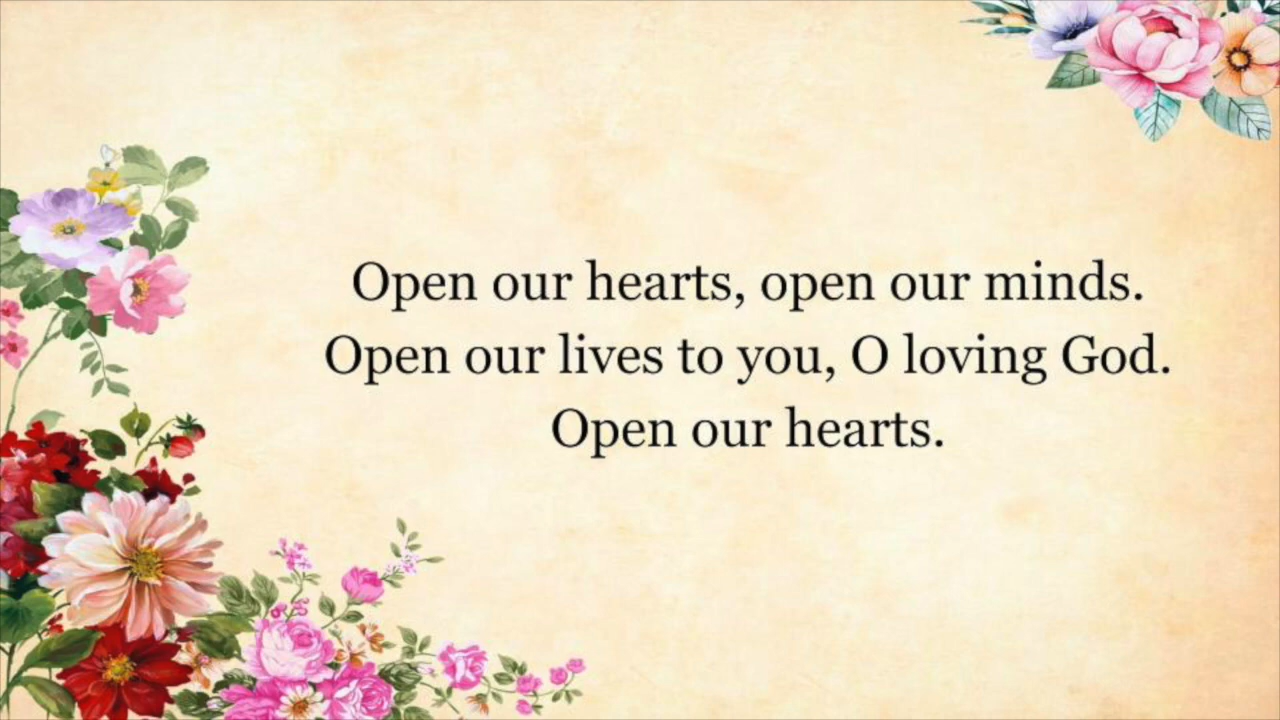 Open our hearts, open our minds.
Open our lives to you, O loving God.
Open our hearts.